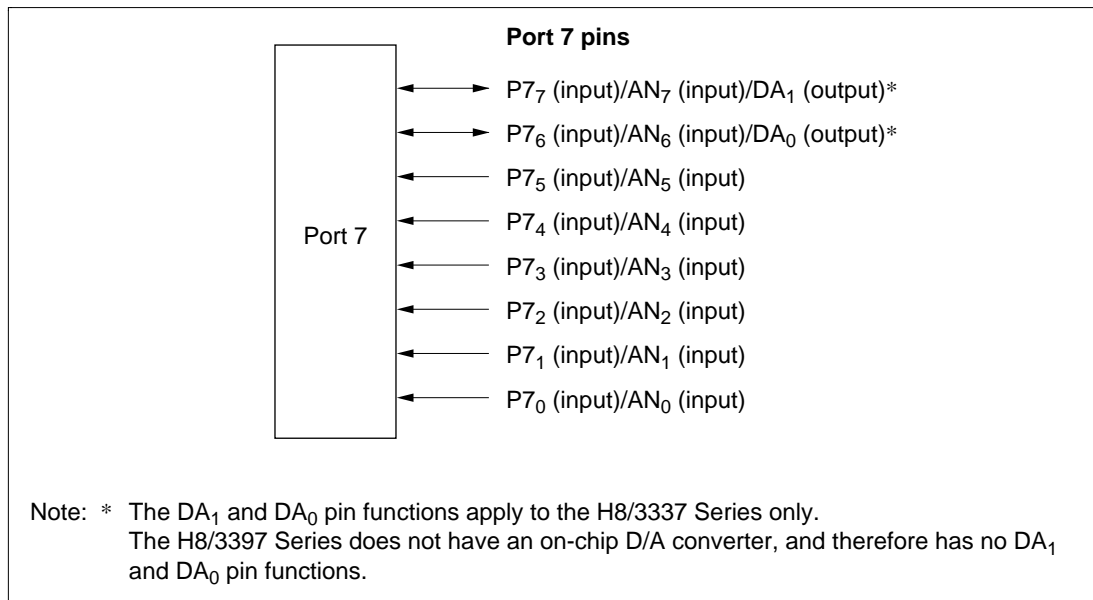 Port 7 pins
P7₇ (input)/AN₇ (input)/DA₁ (output)*
P7₆ (input)/AN₆ (input)/DA₀ (output)*
P7₅ (input)/AN₅ (input)
P7₄ (input)/AN₄ (input)
Port 7
P7₃ (input)/AN₃ (input)
P7₂ (input)/AN₂ (input)
P7₁ (input)/AN₁ (input)
P7₀ (input)/AN₀ (input)
Note: * The DA₁ and DA₀ pin functions apply to the H8/3337 Series only.
The H8/3397 Series does not have an on-chip D/A converter, and therefore has no DA₁
and DA₀ pin functions.